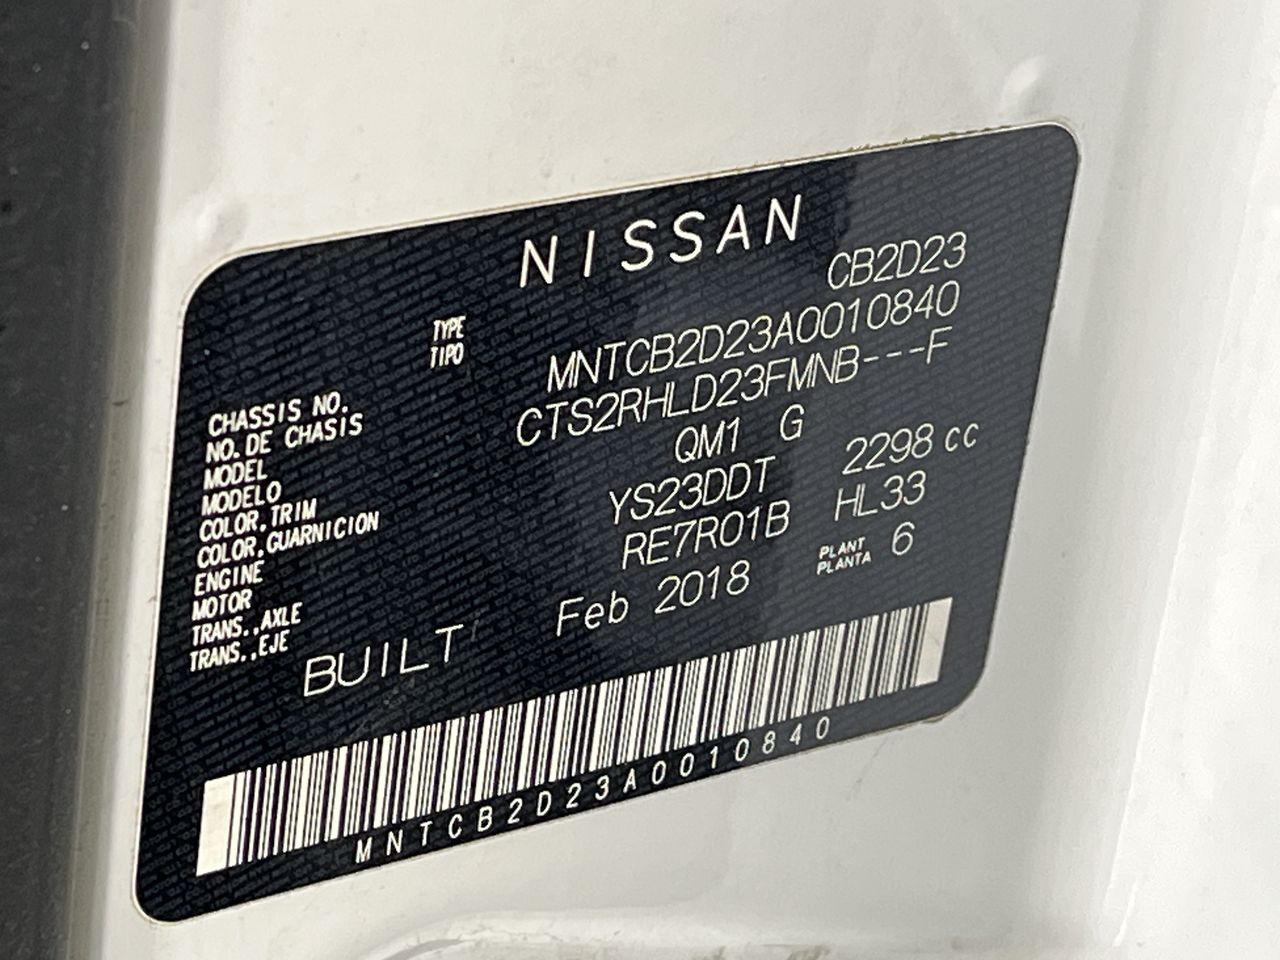 NISSAN
TYPE CB2D23
TIPO
CHASSIS NO. MNTCB2D23A0010840
NO. DE CHASIS
MODEL CTS2RHLD23FMNB---F
MODELO
COLOR.TRIM QM1 G
COLOR.GUARNICION
ENGINE YS23DDT 2298 cc
MOTOR
TRANS.,AXLE RE7R01B HL33
TRANS.,EJE
BUILT Feb 2018 PLANT 6
PLANTA
MNTCB2D23A0010840